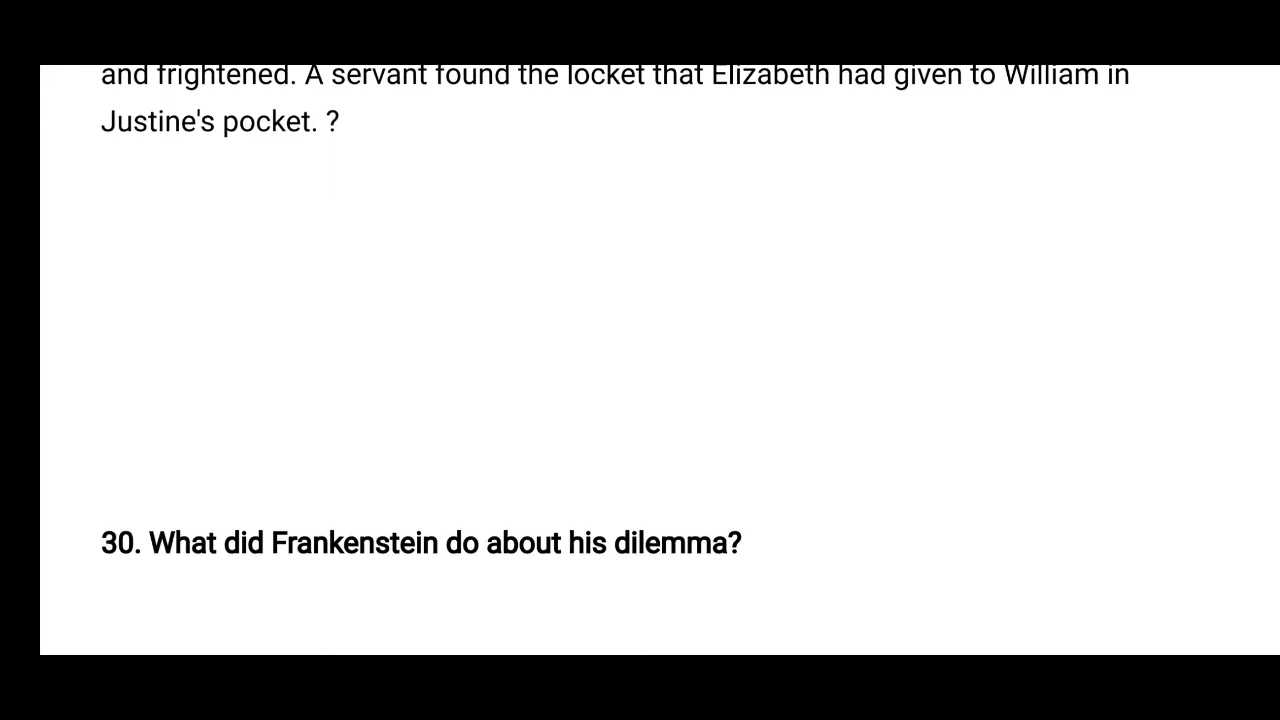 and frightened. A servant found the locket that Elizabeth had given to William in
Justine's pocket. ?
30. What did Frankenstein do about his dilemma?